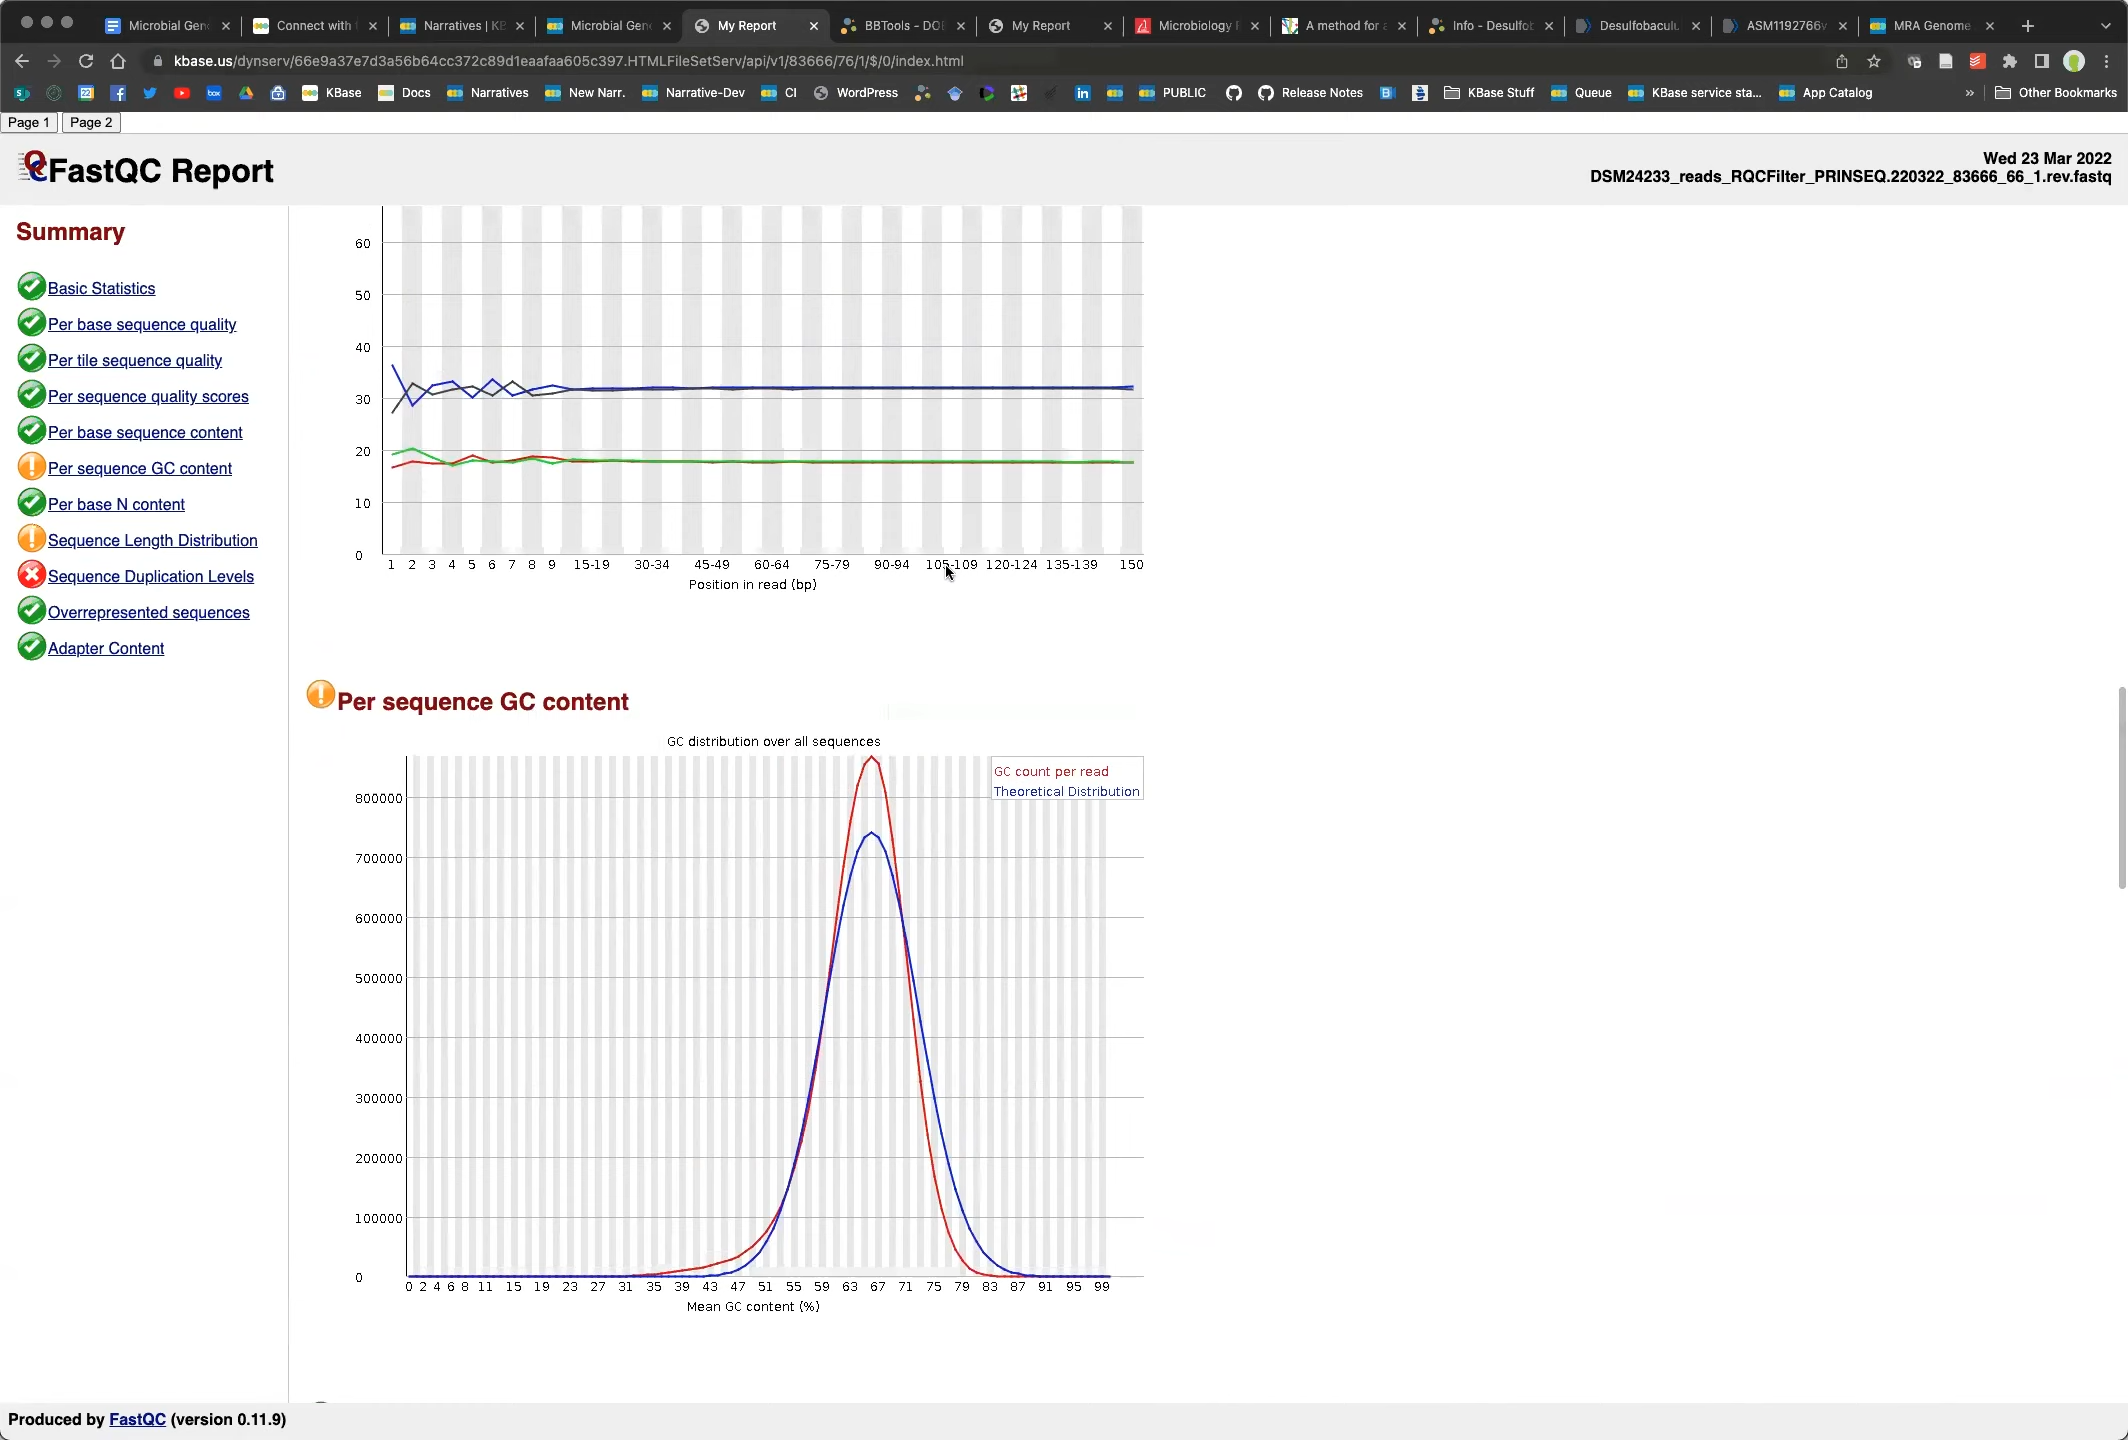 Microbial Gen
Connect with
Narratives | KB
Microbial Gen
My Report
BBTools - DO
My Report
Microbiology
A method for
Info - Desulfob
Desulfobacul
ASM1192766v
MRA Genome
kbase.us/dynserv/66e9a37e7d3a56b64cc372c89d1eaafaa605c397.HTMLFileSetServ/api/v1/83666/76/1/$/0/index.html
KBase Docs Narratives New Narr. Narrative-Dev CI WordPress in PUBLIC Release Notes KBase Stuff Queue KBase service sta... App Catalog » Other Bookmarks
Page 1 Page 2
FastQC Report
Wed 23 Mar 2022
DSM24233_reads_RQCFilter_PRINSEQ.220322_83666_66_1.rev.fastq
Summary
Basic Statistics
Per base sequence quality
Per tile sequence quality
Per sequence quality scores
Per base sequence content
Per sequence GC content
Per base N content
Sequence Length Distribution
Sequence Duplication Levels
Overrepresented sequences
Adapter Content
60
50
40
30
20
10
0
1 2 3 4 5 6 7 8 9 15-19 30-34 45-49 60-64 75-79 90-94 105-109 120-124 135-139 150
Position in read (bp)
Per sequence GC content
GC distribution over all sequences
GC count per read
Theoretical Distribution
800000
700000
600000
500000
400000
300000
200000
100000
0
0 2 4 6 8 11 15 19 23 27 31 35 39 43 47 51 55 59 63 67 71 75 79 83 87 91 95 99
Mean GC content (%)
Produced by FastQC (version 0.11.9)